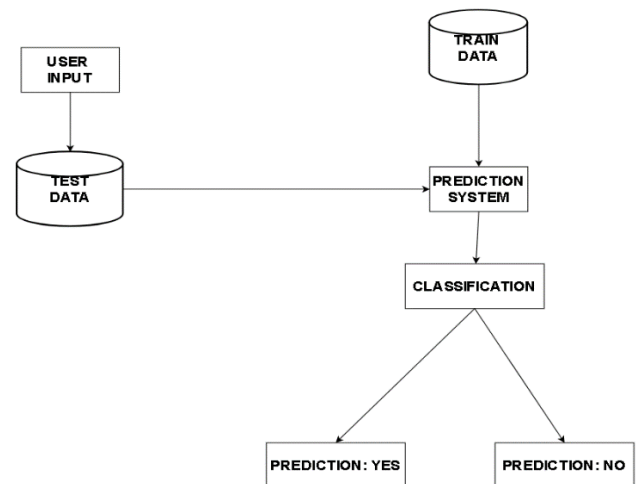 TRAIN
DATA
USER
INPUT
TEST
DATA
PREDICTION
SYSTEM
CLASSIFICATION
PREDICTION: YES
PREDICTION: NO